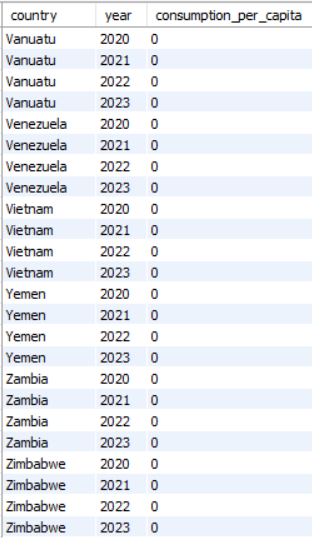 country year consumption_per_capita
Vanuatu 2020 0
Vanuatu 2021 0
Vanuatu 2022 0
Vanuatu 2023 0
Venezuela 2020 0
Venezuela 2021 0
Venezuela 2022 0
Venezuela 2023 0
Vietnam 2020 0
Vietnam 2021 0
Vietnam 2022 0
Vietnam 2023 0
Yemen 2020 0
Yemen 2021 0
Yemen 2022 0
Yemen 2023 0
Zambia 2020 0
Zambia 2021 0
Zambia 2022 0
Zambia 2023 0
Zimbabwe 2020 0
Zimbabwe 2021 0
Zimbabwe 2022 0
Zimbabwe 2023 0